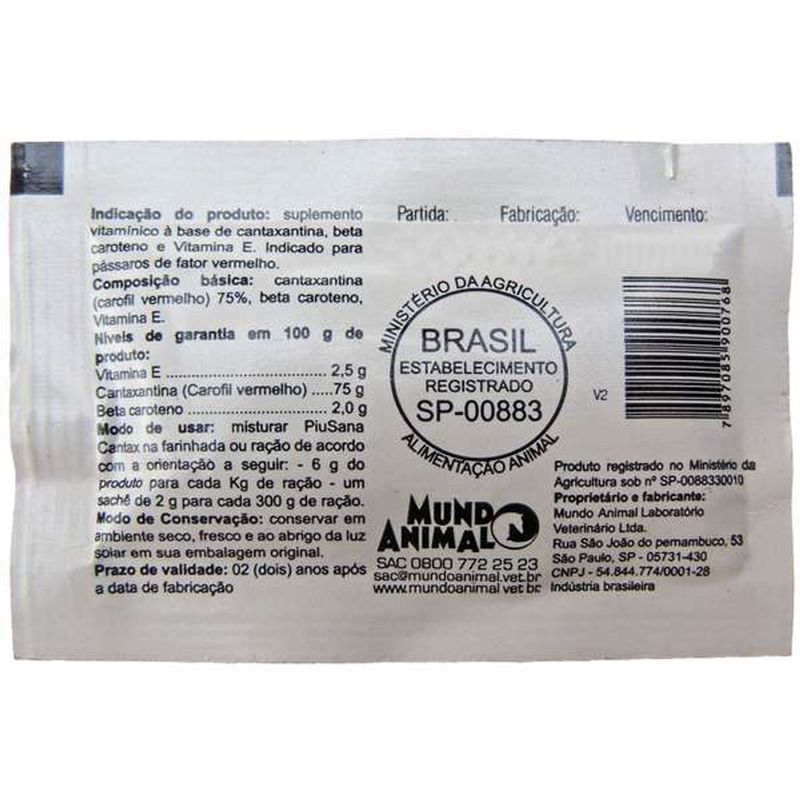 Indicação do produto: suplemento
vitamínico à base de cantaxantina, beta
caroteno e Vitamina E. Indicado para
pássaros de fator vermelho.
Composição básica: cantaxantina
(carofil vermelho) 75%, beta caroteno,
Vitamina E.
Níveis de garantia em 100 g de
produto:
Vitamina E ........................ 2,5 g
Cantaxantina (Carofil vermelho) .....75 g
Beta caroteno ........................ 2,0 g
Modo de usar: misturar PiuSana
Cantax na farinhada ou ração de acordo
com a orientação a seguir: - 6 g do
produto para cada Kg de ração - um
sachê de 2 g para cada 300 g de ração.
Modo de Conservação: conservar em
ambiente seco, fresco e ao abrigo da luz
solar em sua embalagem original.
Prazo de validade: 02 (dois) anos após
a data de fabricação
Partida: Fabricação: Vencimento:
MINISTÉRIO DA AGRICULTURA
BRASIL
ESTABELECIMENTO
REGISTRADO
SP-00883
ALIMENTAÇÃO ANIMAL
V2
7 897085 900768
MUNDO
ANIMAL
SAC 0800 772 25 23
sac@mundoanimal.vet.br
www.mundoanimal.vet.br
Produto registrado no Ministério da
Agricultura sob nº SP-0088330010
Proprietário e fabricante:
Mundo Animal Laboratório
Veterinário Ltda.
Rua São João do pernambuco, 53
São Paulo, SP - 05731-430
CNPJ - 54.844.774/0001-28
Indústria brasileira